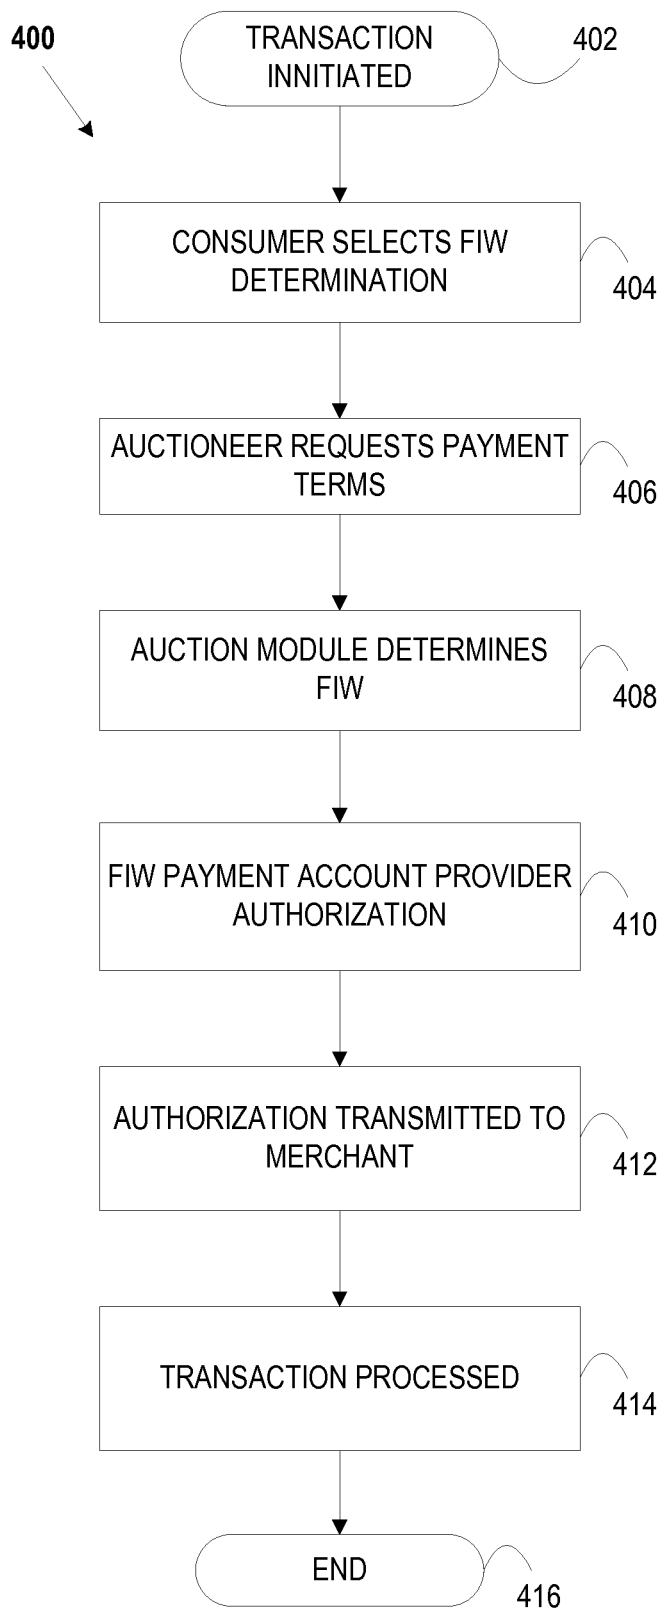 400
TRANSACTION
INNITIATED
402
CONSUMER SELECTS FIW
DETERMINATION
404
AUCTIONEER REQUESTS PAYMENT
TERMS
406
AUCTION MODULE DETERMINES
FIW
408
FIW PAYMENT ACCOUNT PROVIDER
AUTHORIZATION
410
AUTHORIZATION TRANSMITTED TO
MERCHANT
412
TRANSACTION PROCESSED
414
END
416